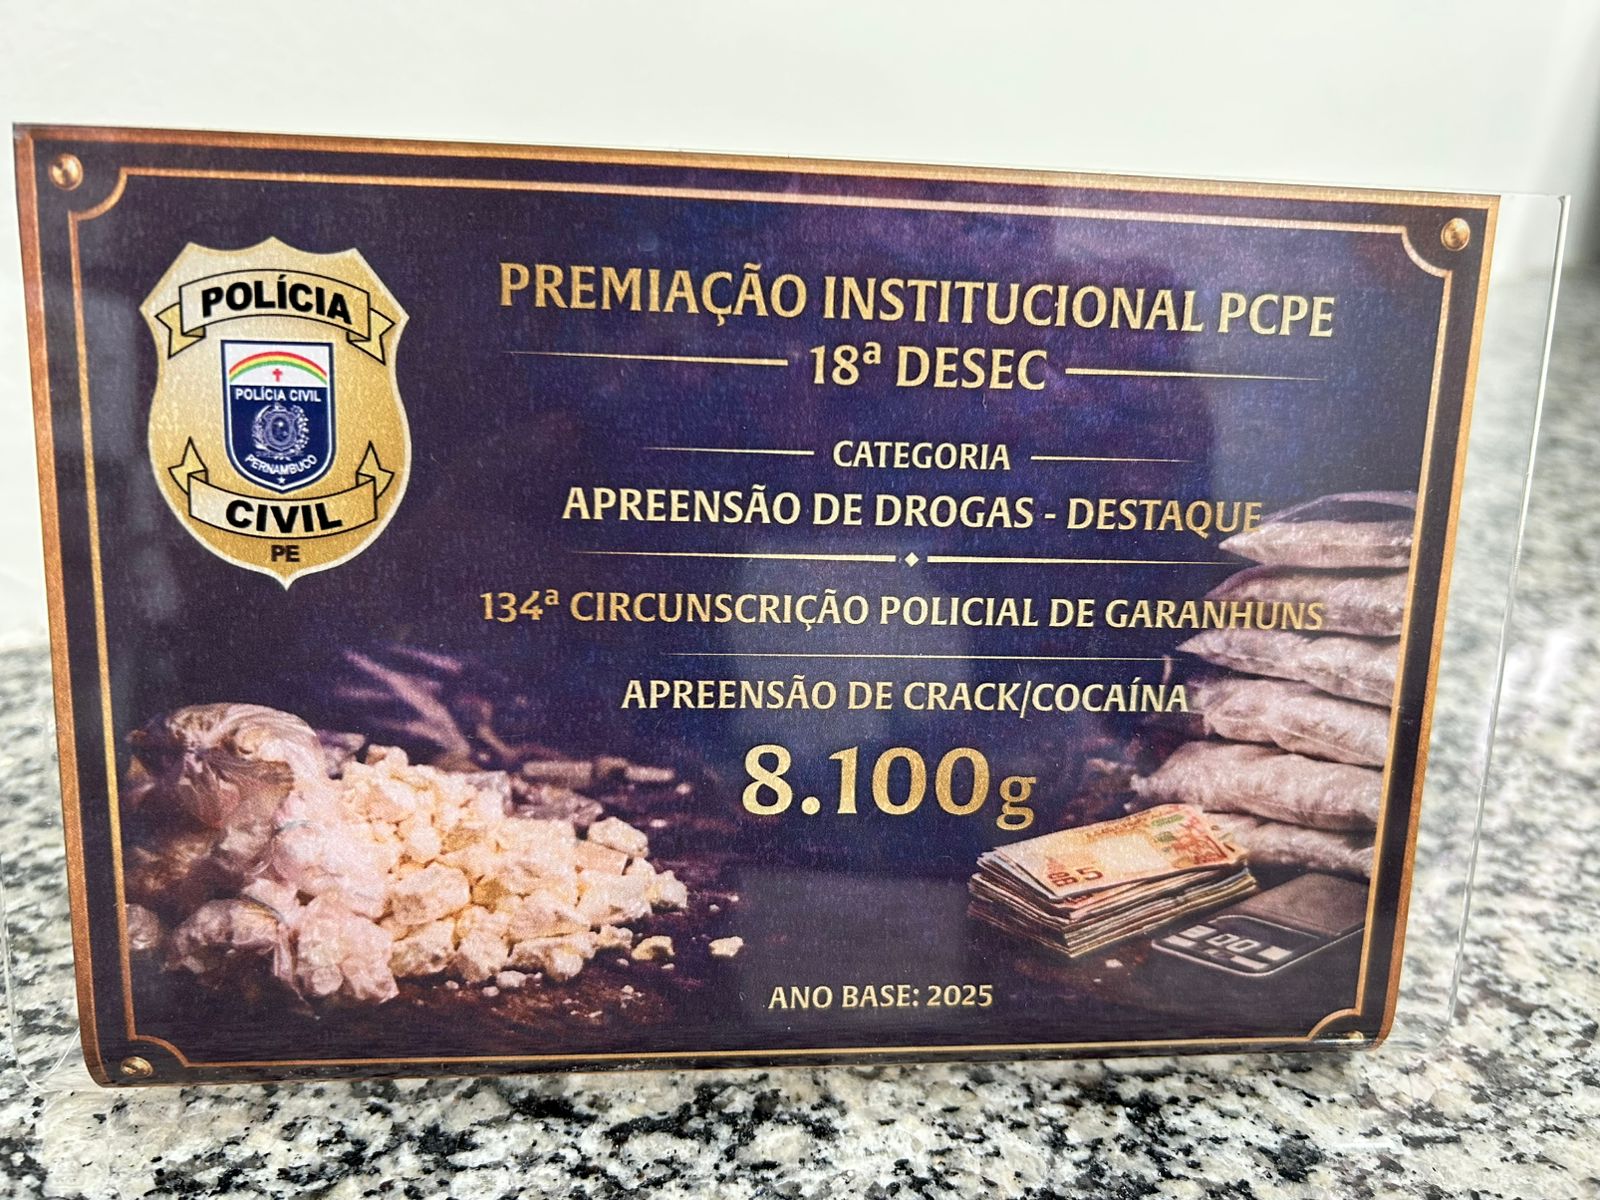 POLÍCIA
POLÍCIA CIVIL
PERNAMBUCO
CIVIL
PE
PREMIAÇÃO INSTITUCIONAL PCPE
18ª DESEC
CATEGORIA
APREENSÃO DE DROGAS - DESTAQUE
134ª CIRCUNSCRIÇÃO POLICIAL DE GARANHUNS
APREENSÃO DE CRACK/COCAÍNA
8.100g
ANO BASE: 2025